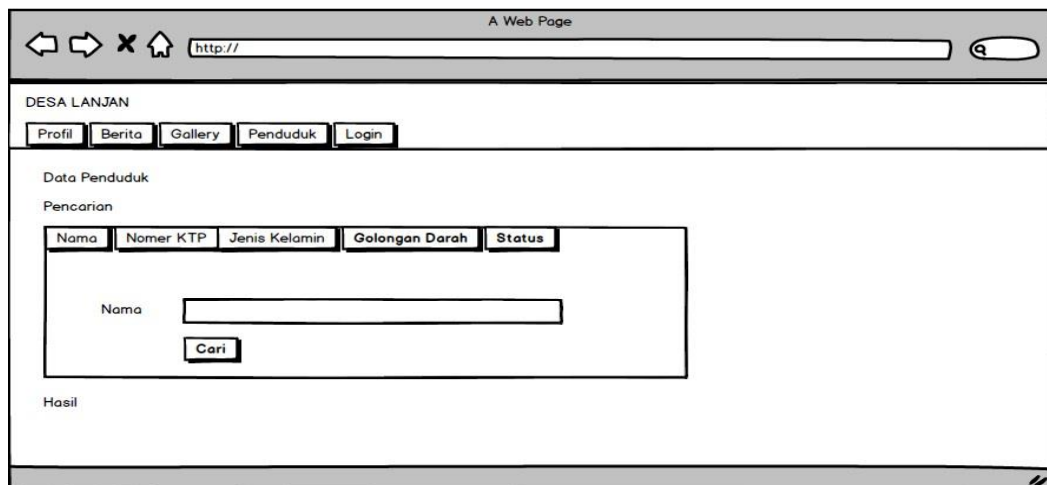 A Web Page
http://
DESA LANJAN
Profil Berita Gallery Penduduk Login
Data Penduduk
Pencarian
Nama Nomer KTP Jenis Kelamin Golongan Darah Status
Nama
Cari
Hasil